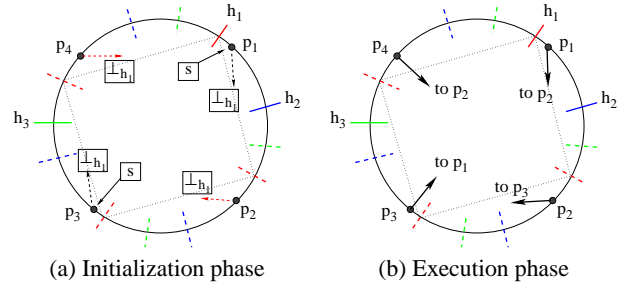 h1
p1
p4
⊥h1
s
⊥h1
h2
h3
⊥h1
s
⊥h1
p3
p2
(a) Initialization phase
h1
p1
p4
to p2
to p2
h2
h3
to p1
to p3
p3
p2
(b) Execution phase